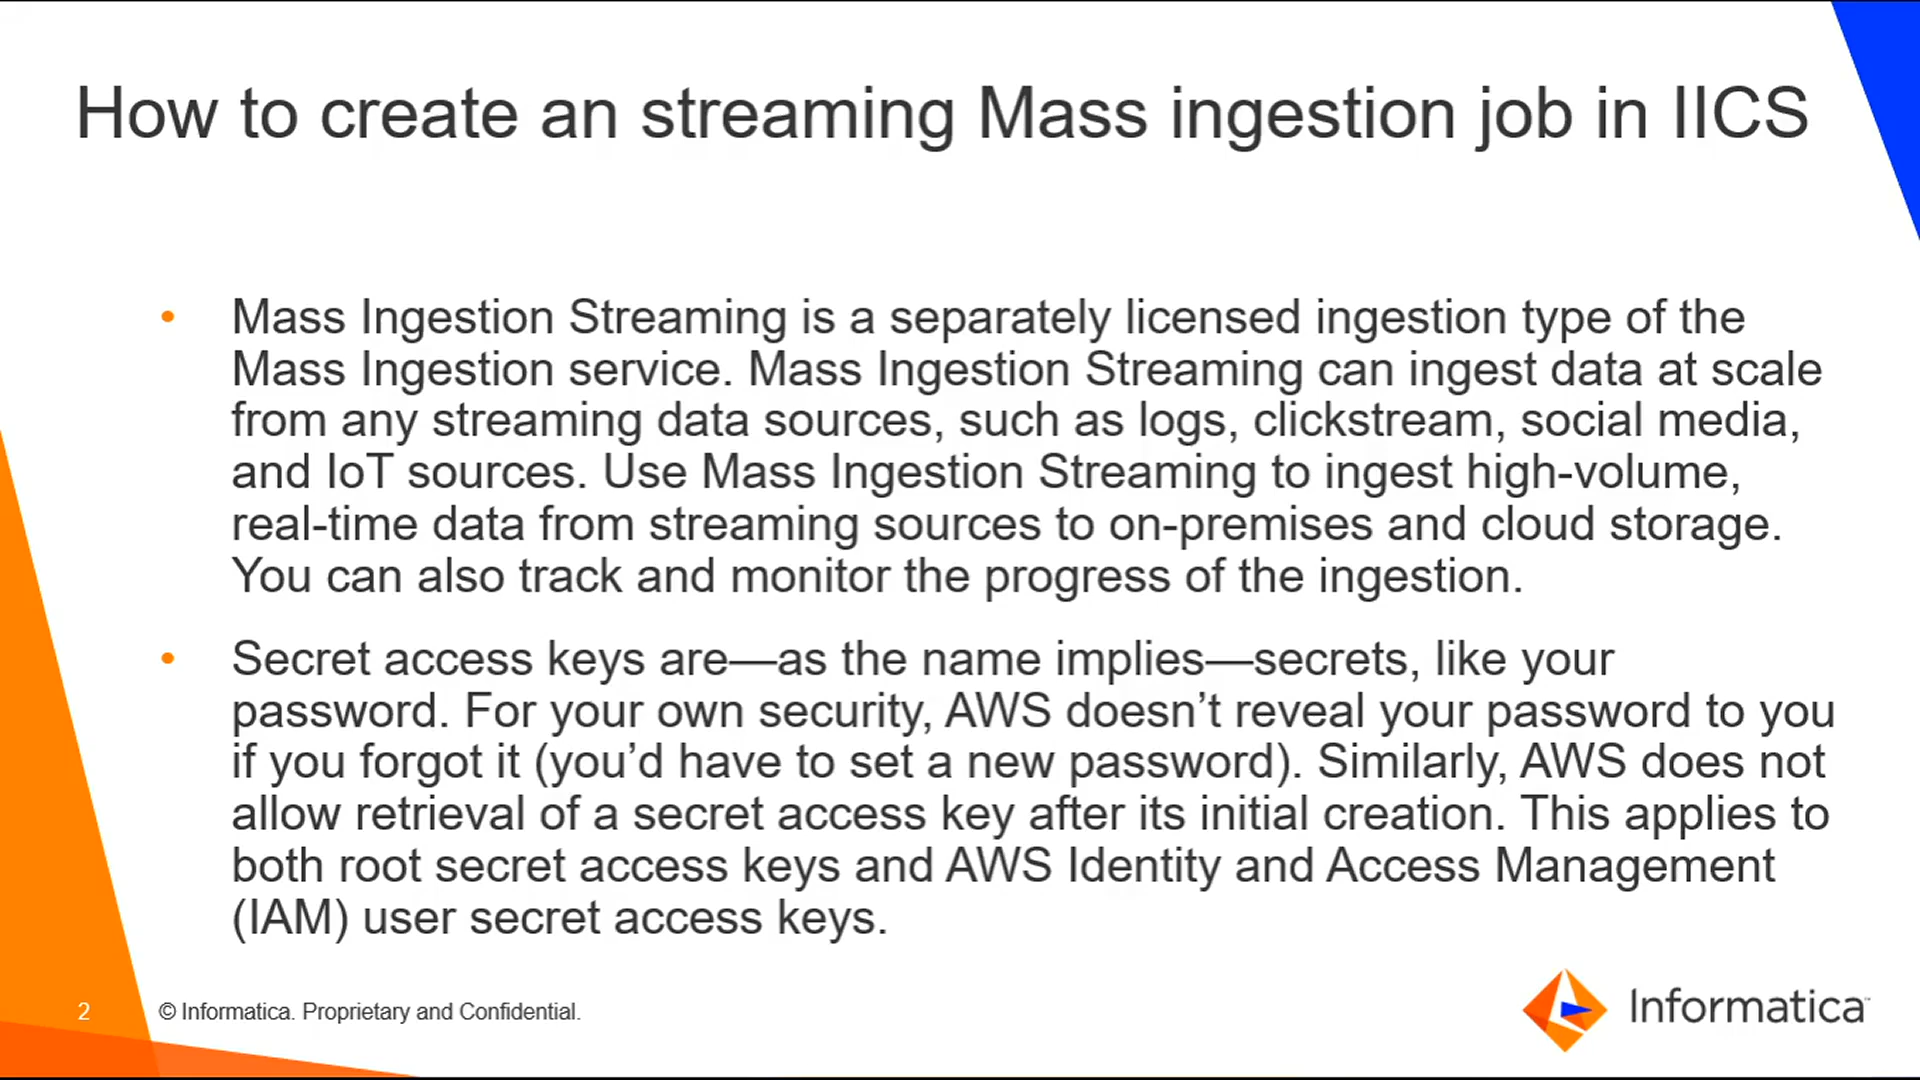 How to create an streaming Mass ingestion job in IICS
• Mass Ingestion Streaming is a separately licensed ingestion type of the
Mass Ingestion service. Mass Ingestion Streaming can ingest data at scale
from any streaming data sources, such as logs, clickstream, social media,
and IoT sources. Use Mass Ingestion Streaming to ingest high-volume,
real-time data from streaming sources to on-premises and cloud storage.
You can also track and monitor the progress of the ingestion.
• Secret access keys are—as the name implies—secrets, like your
password. For your own security, AWS doesn’t reveal your password to you
if you forgot it (you’d have to set a new password). Similarly, AWS does not
allow retrieval of a secret access key after its initial creation. This applies to
both root secret access keys and AWS Identity and Access Management
(IAM) user secret access keys.
2
© Informatica. Proprietary and Confidential.
Informatica™